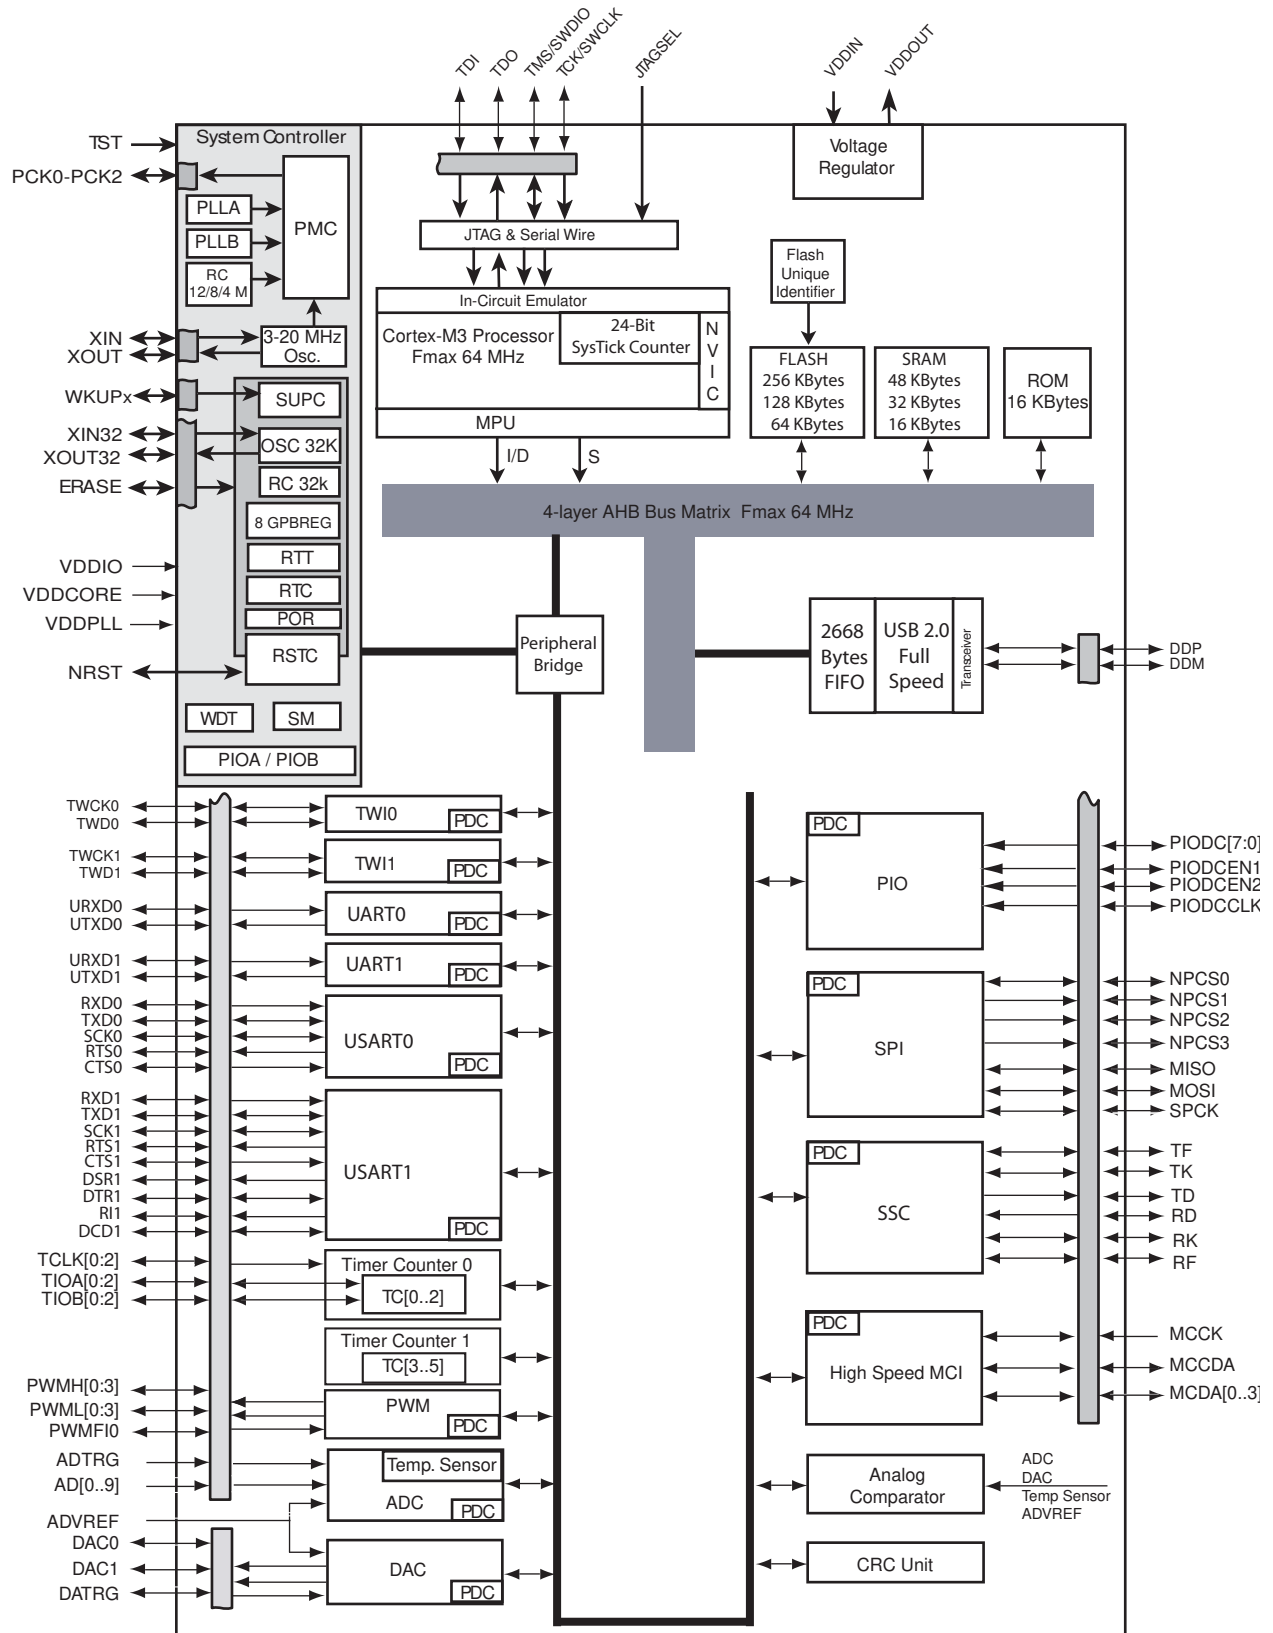 TDI
TDO
TMS/SWDIO
TCK/SWCLK
JTAGSEL
VDDIN
VDDOUT
System Controller
TST
PCK0-PCK2
PLLA
PLLB
RC
12/8/4 M
PMC
XIN
XOUT
3-20 MHz
Osc.
WKUPx
SUPC
XIN32
XOUT32
OSC 32K
ERASE
RC 32k
8 GPBREG
RTT
VDDIO
RTC
VDDCORE
POR
VDDPLL
RSTC
NRST
WDT
SM
PIOA / PIOB
Voltage
Regulator
JTAG & Serial Wire
Flash
Unique
Identifier
In-Circuit Emulator
Cortex-M3 Processor
Fmax 64 MHz
24-Bit
SysTick Counter
N
V
I
C
MPU
FLASH
256 KBytes
128 KBytes
64 KBytes
SRAM
48 KBytes
32 KBytes
16 KBytes
ROM
16 KBytes
I/D
S
4-layer AHB Bus Matrix Fmax 64 MHz
Peripheral
Bridge
2668
Bytes
FIFO
USB 2.0
Full
Speed
Transceiver
DDP
DDM
TWCK0
TWD0
TWI0
PDC
TWCK1
TWD1
TWI1
PDC
URXD0
UTXD0
UART0
PDC
URXD1
UTXD1
UART1
PDC
RXD0
TXD0
SCK0
RTS0
CTS0
USART0
PDC
RXD1
TXD1
SCK1
RTS1
CTS1
DSR1
DTR1
RI1
DCD1
USART1
PDC
TCLK[0:2]
TIOA[0:2]
TIOB[0:2]
Timer Counter 0
TC[0..2]
Timer Counter 1
TC[3..5]
PWMH[0:3]
PWML[0:3]
PWMFI0
PWM
PDC
ADTRG
AD[0..9]
Temp. Sensor
ADC
PDC
ADVREF
DAC0
DAC1
DATRG
DAC
PDC
PDC
PIO
PIODC[7:0]
PIODCEN1
PIODCEN2
PIODCCLK
PDC
SPI
NPCS0
NPCS1
NPCS2
NPCS3
MISO
MOSI
SPCK
PDC
SSC
TF
TK
TD
RD
RK
RF
PDC
High Speed MCI
MCCK
MCCDA
MCDA[0..3]
Analog
Comparator
ADC
DAC
Temp Sensor
ADVREF
CRC Unit